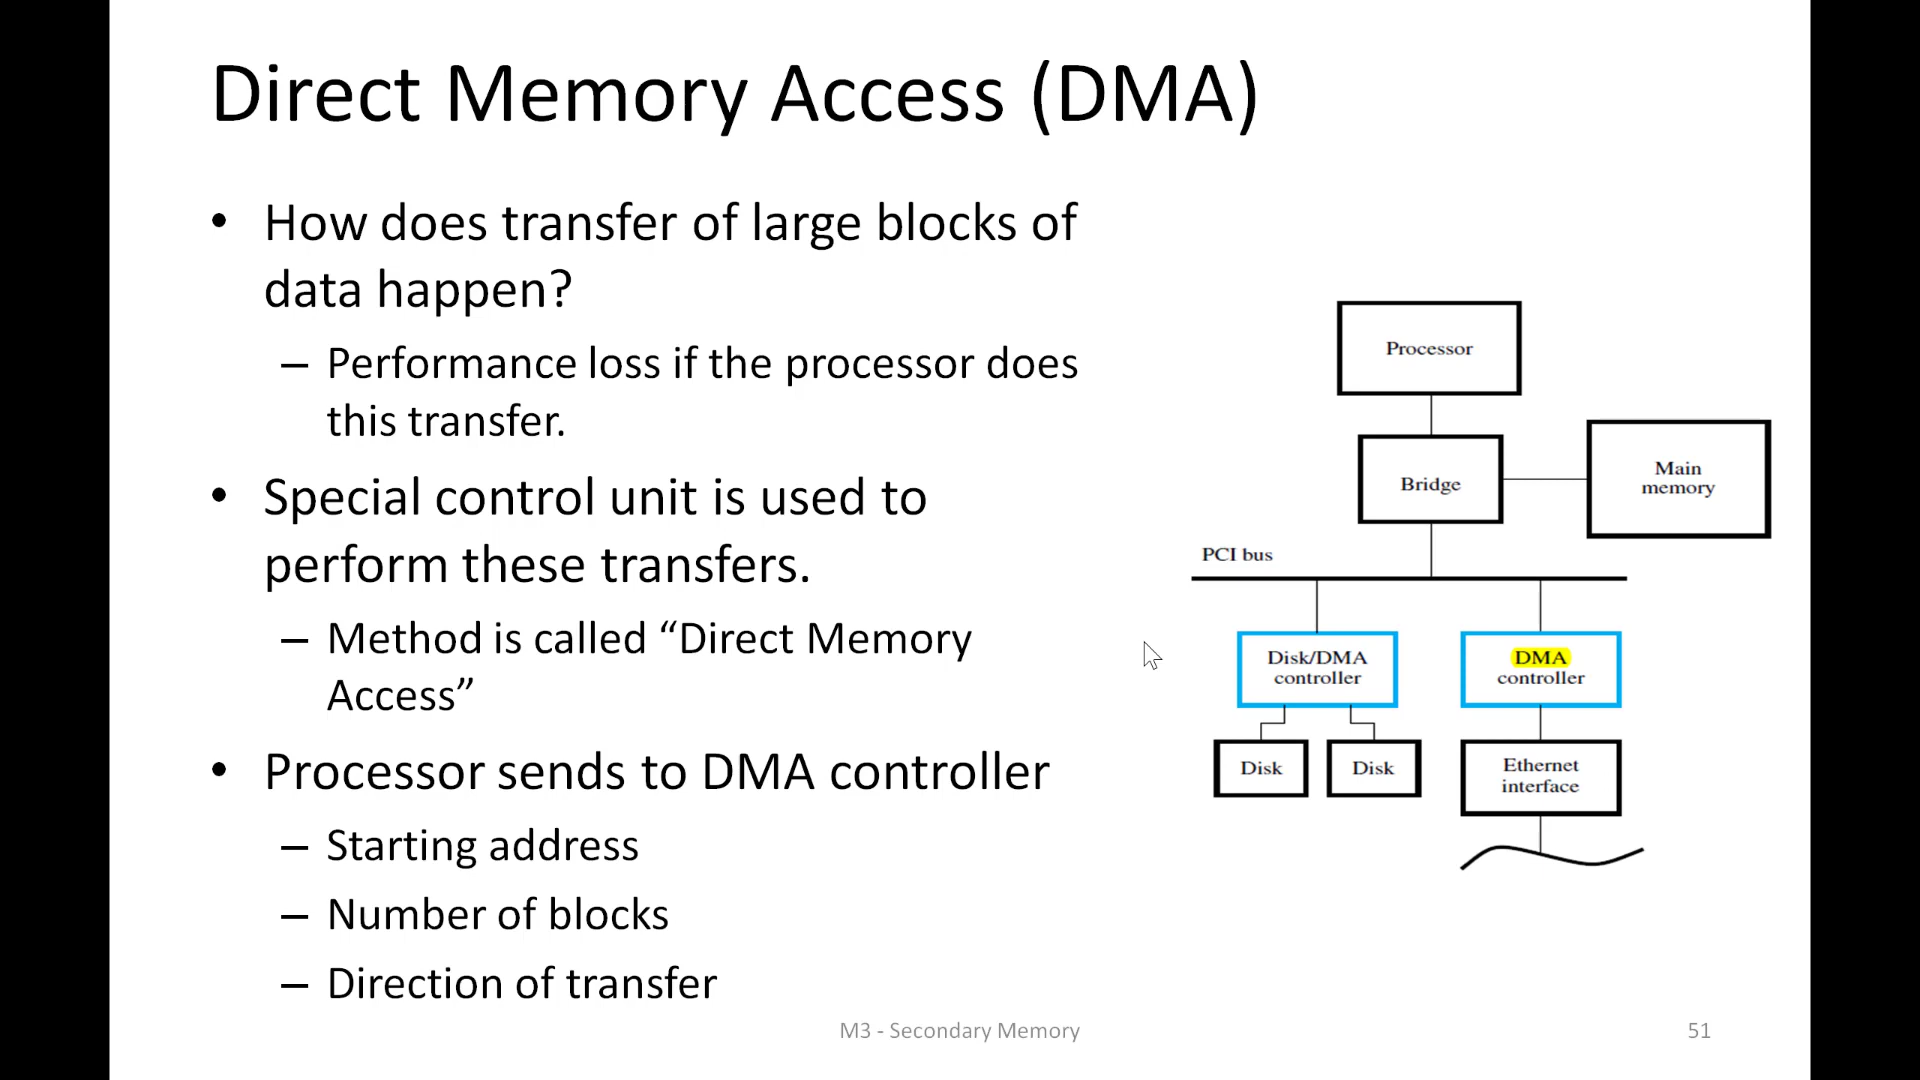 Direct Memory Access (DMA)
• How does transfer of large blocks of
data happen?
– Performance loss if the processor does
this transfer.
• Special control unit is used to
perform these transfers.
– Method is called “Direct Memory
Access”
• Processor sends to DMA controller
– Starting address
– Number of blocks
– Direction of transfer
Processor
Bridge
Main
memory
PCI bus
Disk/DMA
controller
DMA
controller
Disk
Disk
Ethernet
interface
M3 - Secondary Memory
51